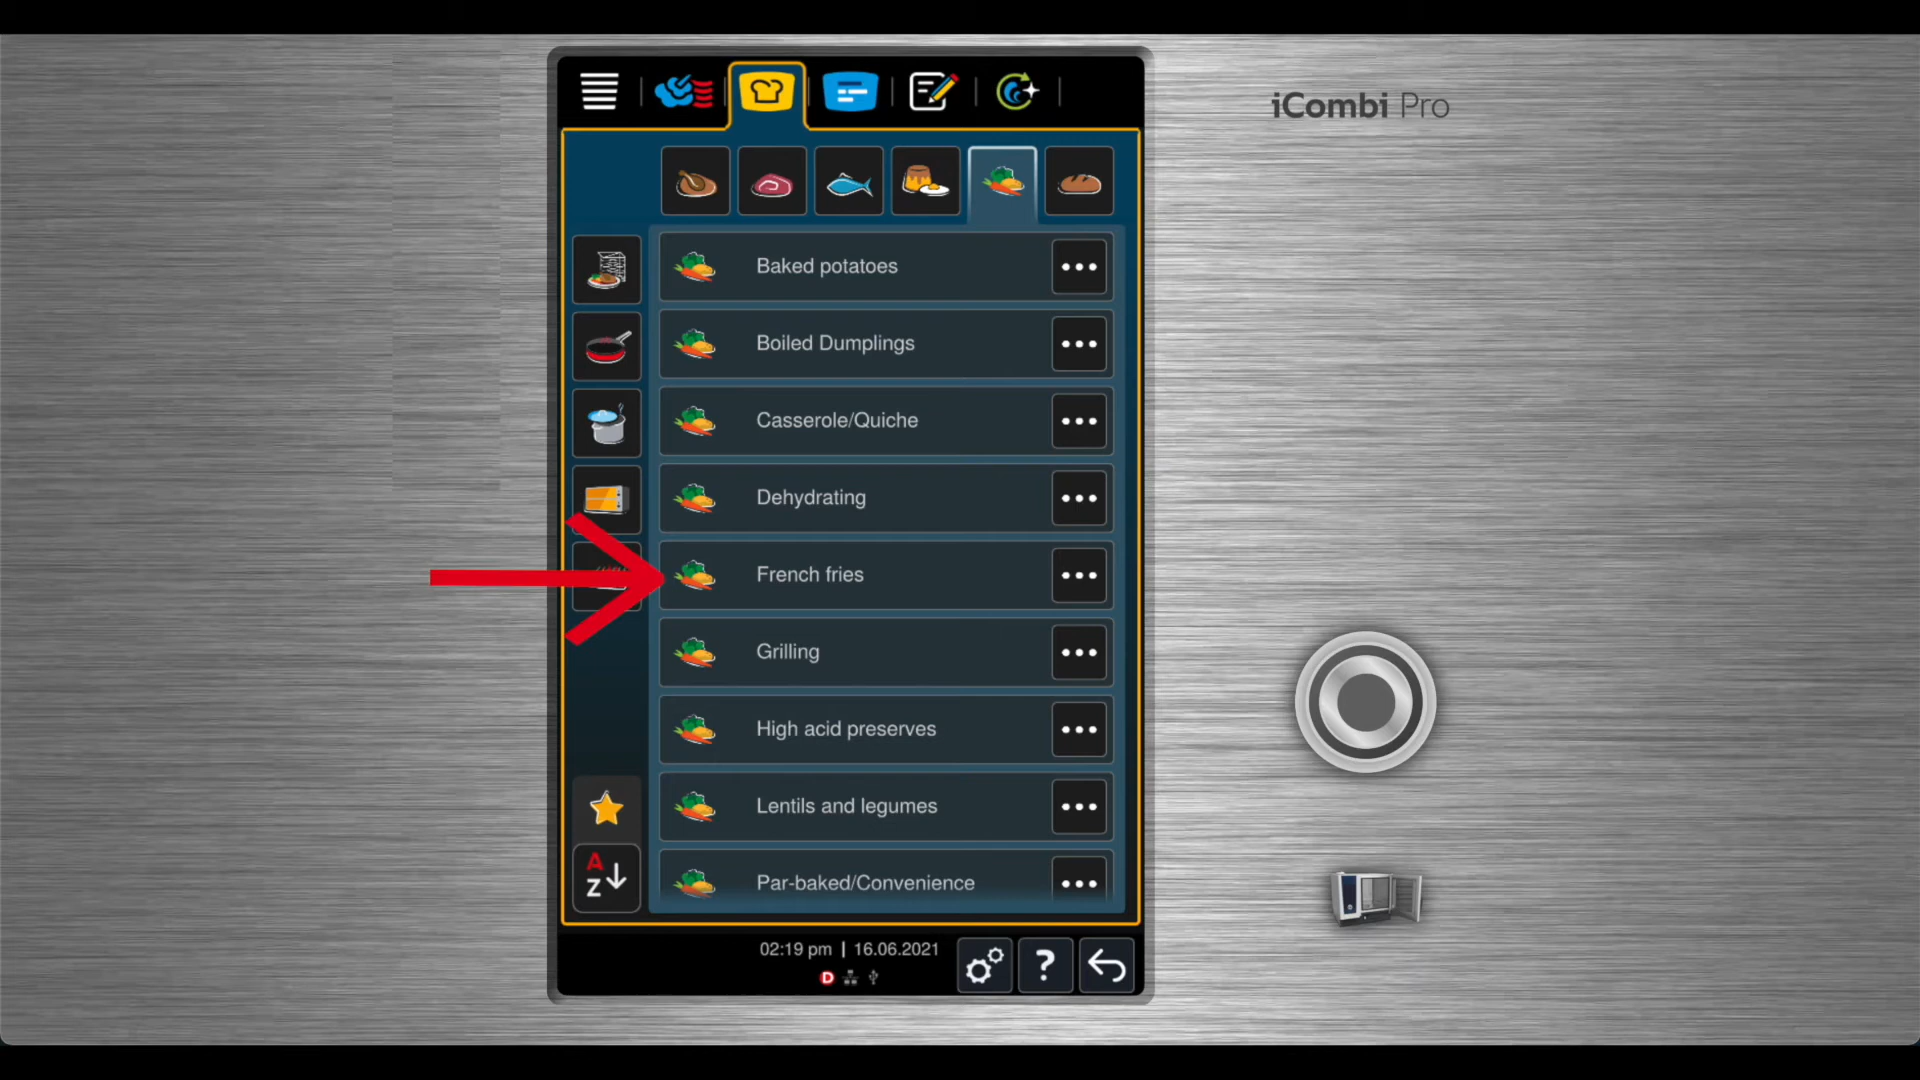 iCombi Pro
Baked potatoes
Boiled Dumplings
Casserole/Quiche
Dehydrating
French fries
Grilling
High acid preserves
Lentils and legumes
Par-baked/Convenience
A
Z
02:19 pm | 16.06.2021
D
?